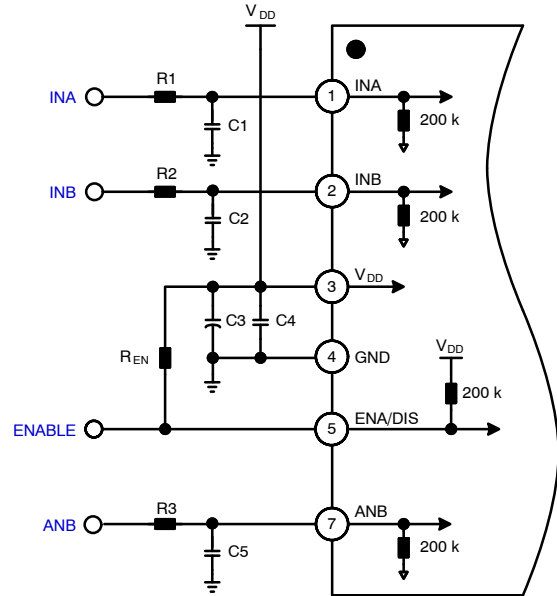 VDD
R1
INA
1
INA
C1
200 k
R2
INB
2
INB
C2
200 k
3
VDD
C3
C4
REN
4
GND
VDD
200 k
ENABLE
5
ENA/DIS
R3
ANB
7
ANB
C5
200 k